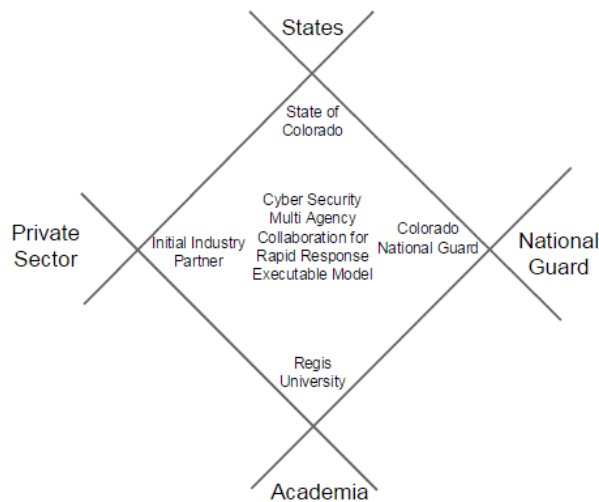 States
State of
Colorado
Private
Sector
Initial Industry
Partner
Cyber Security
Multi Agency
Collaboration for
Rapid Response
Executable Model
Colorado
National Guard
National
Guard
Regis
University
Academia